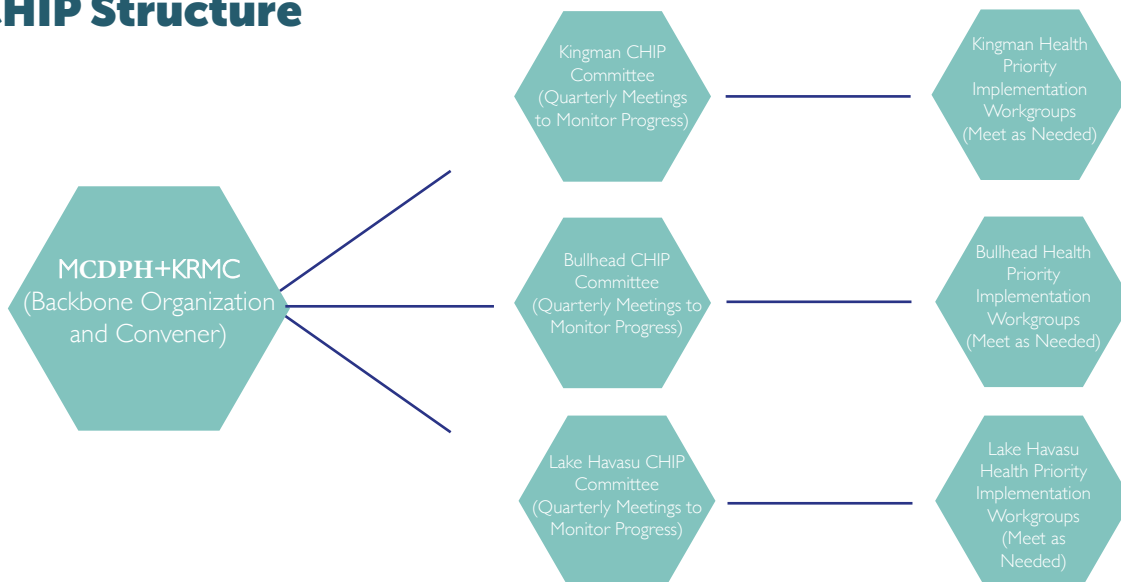 CHIP Structure
Kingman CHIP
Committee
(Quarterly Meetings
to Monitor Progress)
Kingman Health
Priority
Implementation
Workgroups
(Meet as Needed)
MCDPH+KRMC
(Backbone Organization
and Convener)
Bullhead CHIP
Committee
(Quarterly Meetings to
Monitor Progress)
Bullhead Health
Priority
Implementation
Workgroups
(Meet as Needed)
Lake Havasu CHIP
Committee
(Quarterly Meetings to
Monitor Progress)
Lake Havasu
Health Priority
Implementation
Workgroups
(Meet as
Needed)